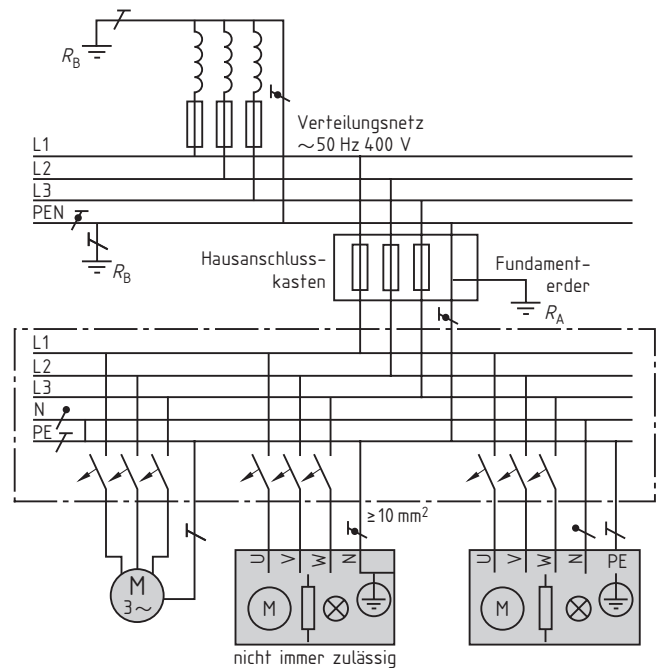 R_B
Verteilungsnetz
~50 Hz 400 V
L1
L2
L3
PEN
R_B
Hausanschluss-
kasten
Fundament-
erder
R_A
L1
L2
L3
N
PE
≥10 mm²
U V W N
U V W N PE
M
3~
M
M
nicht immer zulässig